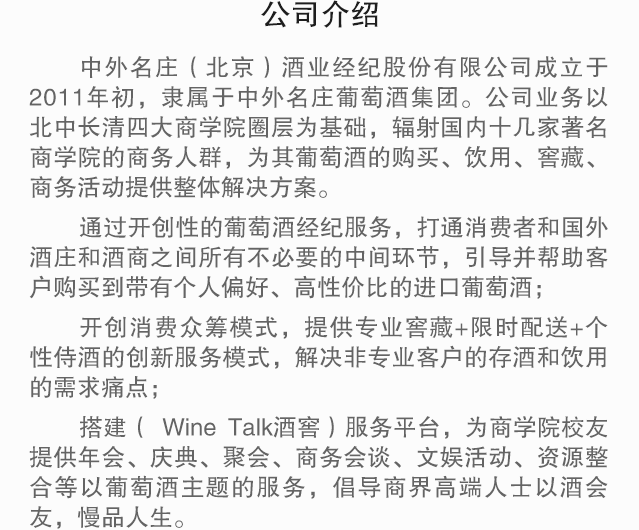 公司介绍
中外名庄（北京）酒业经纪股份有限公司成立于
2011年初，隶属于中外名庄葡萄酒集团。公司业务以
北中长清四大商学院圈层为基础，辐射国内十几家著名
商学院的商务人群，为其葡萄酒的购买、饮用、窖藏、
商务活动提供整体解决方案。
通过开创性的葡萄酒经纪服务，打通消费者和国外
酒庄和酒商之间所有不必要的中间环节，引导并帮助客
户购买到带有个人偏好、高性价比的进口葡萄酒；
开创消费众筹模式，提供专业窖藏+限时配送+个
性侍酒的创新服务模式，解决非专业客户的存酒和饮用
的需求痛点；
搭建（ Wine Talk酒窖）服务平台，为商学院校友
提供年会、庆典、聚会、商务会谈、文娱活动、资源整
合等以葡萄酒主题的服务，倡导商界高端人士以酒会
友，慢品人生。